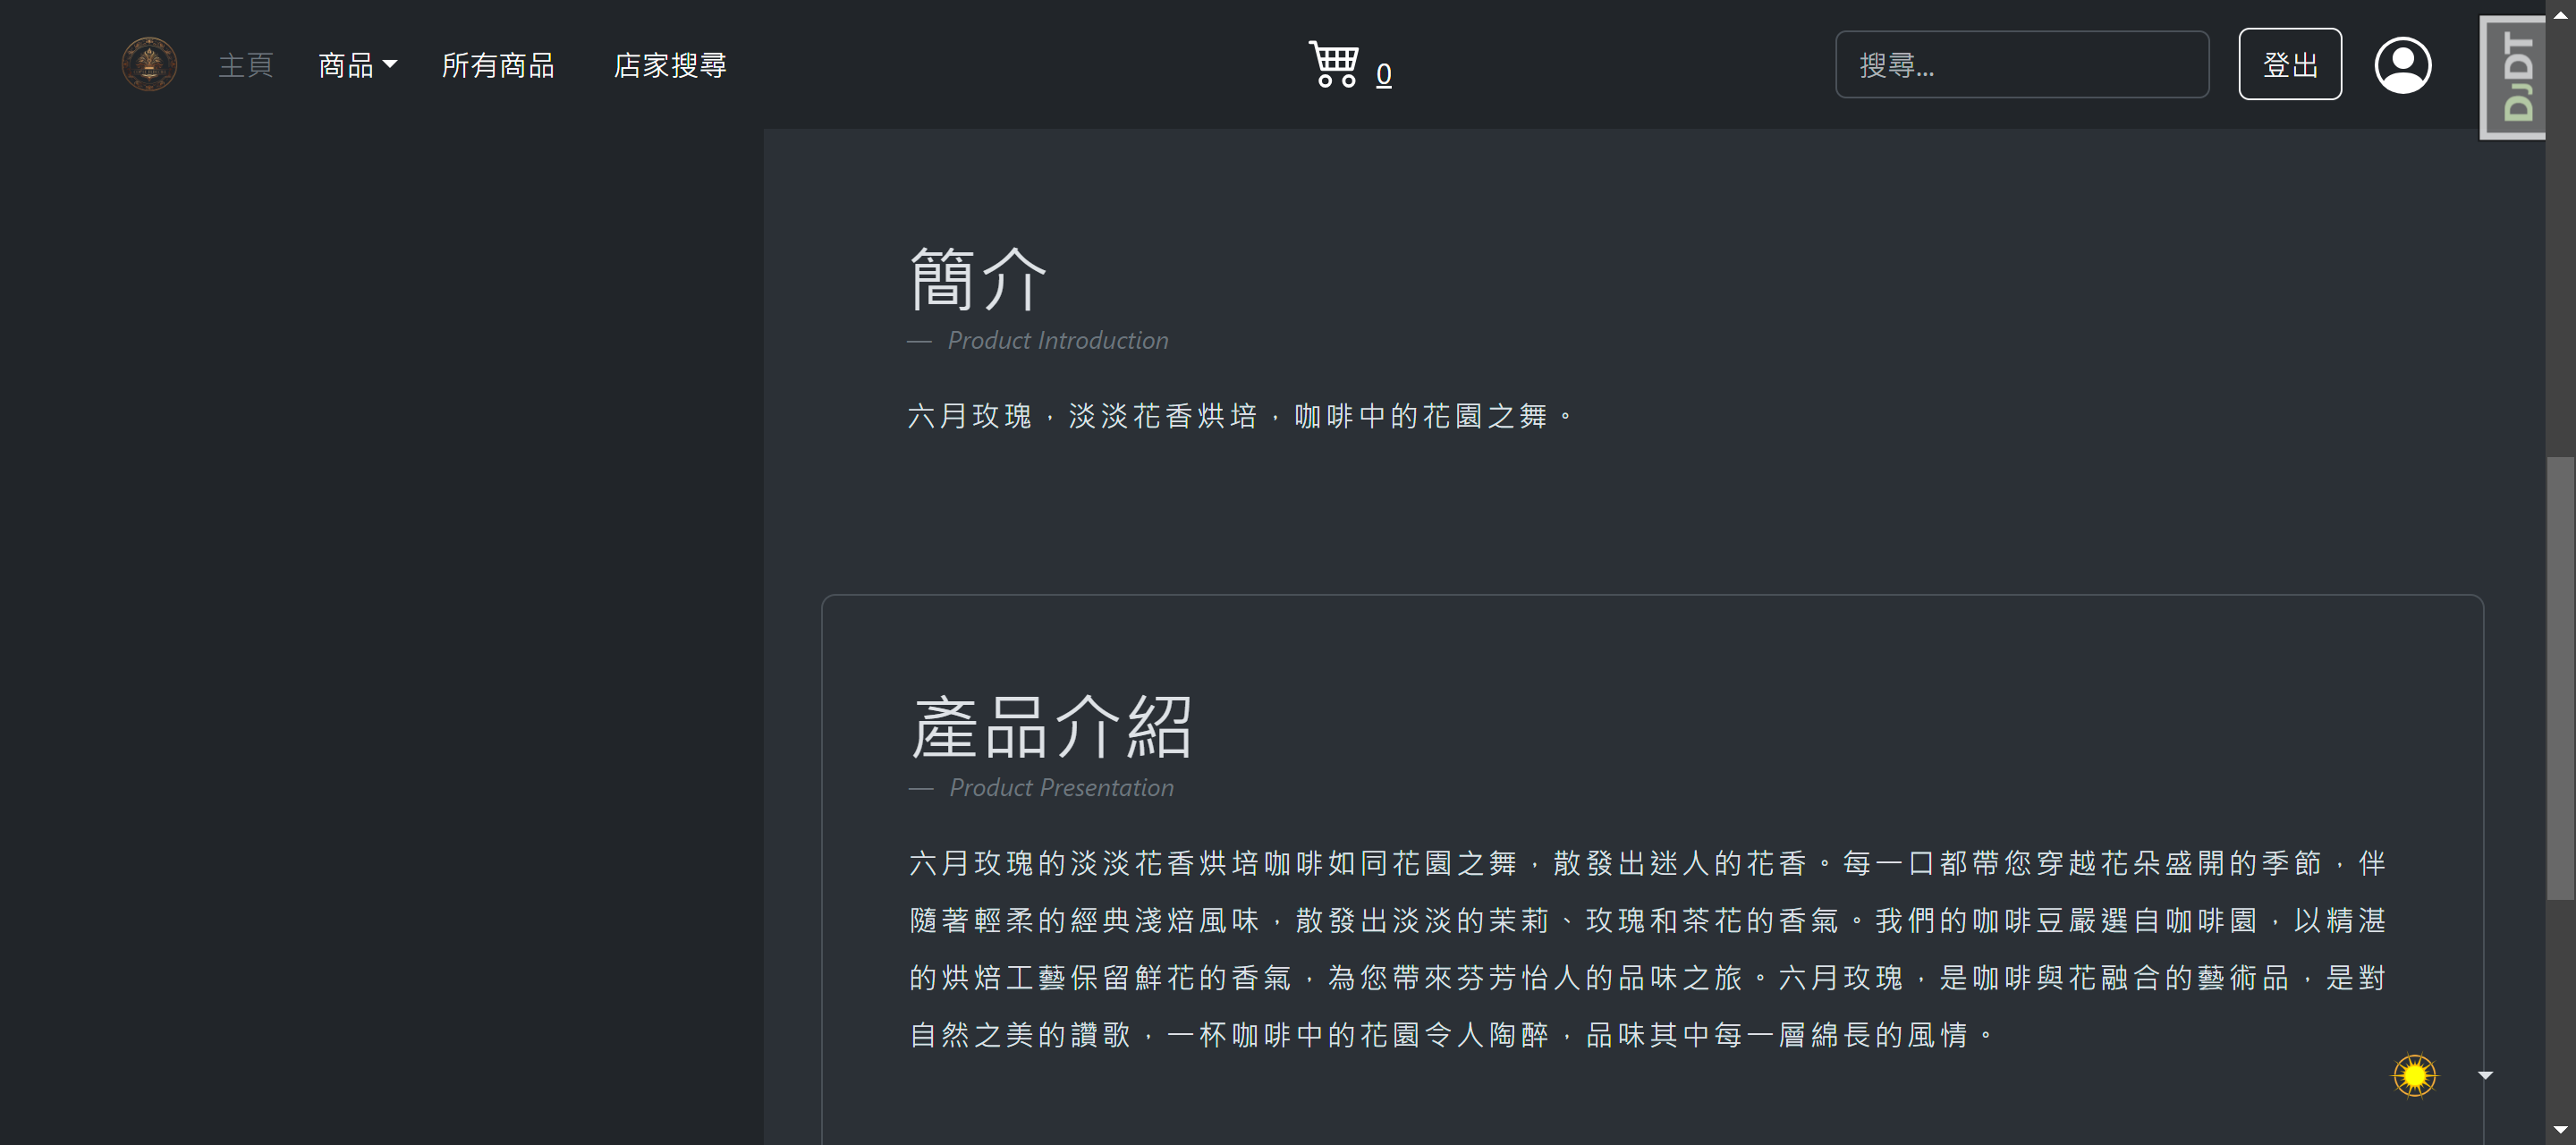 主頁 商品 所有商品 店家搜尋 0 搜尋... 登出
DJDT
簡介
— Product Introduction
六月玫瑰，淡淡花香烘培，咖啡中的花園之舞。
產品介紹
— Product Presentation
六月玫瑰的淡淡花香烘培咖啡如同花園之舞，散發出迷人的花香。每一口都帶您穿越花朵盛開的季節，伴
隨著輕柔的經典淺焙風味，散發出淡淡的茉莉、玫瑰和茶花的香氣。我們的咖啡豆嚴選自咖啡園，以精湛
的烘焙工藝保留鮮花的香氣，為您帶來芬芳怡人的品味之旅。六月玫瑰，是咖啡與花融合的藝術品，是對
自然之美的讚歌，一杯咖啡中的花園令人陶醉，品味其中每一層綿長的風情。